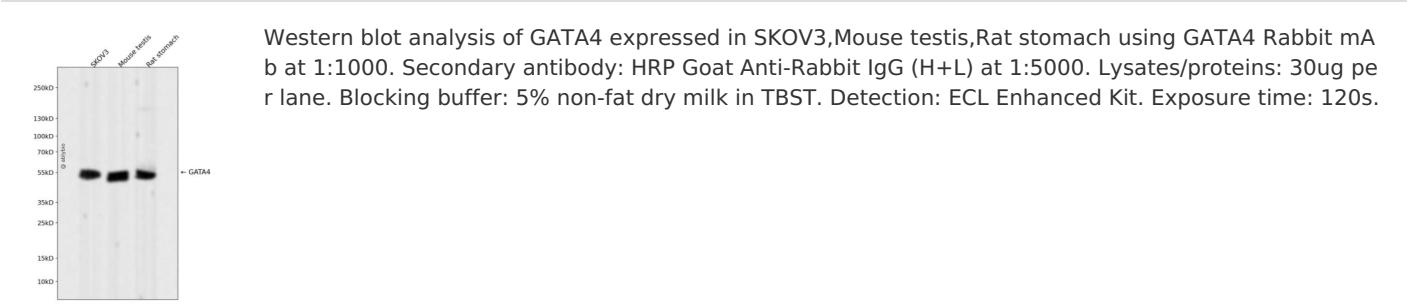 SKOV3
Mouse testis
Rat stomach
250kD
130kD
100kD
70kD
55kD
35kD
25kD
15kD
10kD
@ abiybio
← GATA4
Western blot analysis of GATA4 expressed in SKOV3,Mouse testis,Rat stomach using GATA4 Rabbit mA
b at 1:1000. Secondary antibody: HRP Goat Anti-Rabbit IgG (H+L) at 1:5000. Lysates/proteins: 30ug pe
r lane. Blocking buffer: 5% non-fat dry milk in TBST. Detection: ECL Enhanced Kit. Exposure time: 120s.